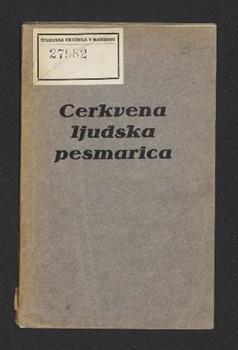 ŠTUDIJSKA KNJIŽNICA V MARIBORU
27982
Cerkvena
ljudska
pesmarica